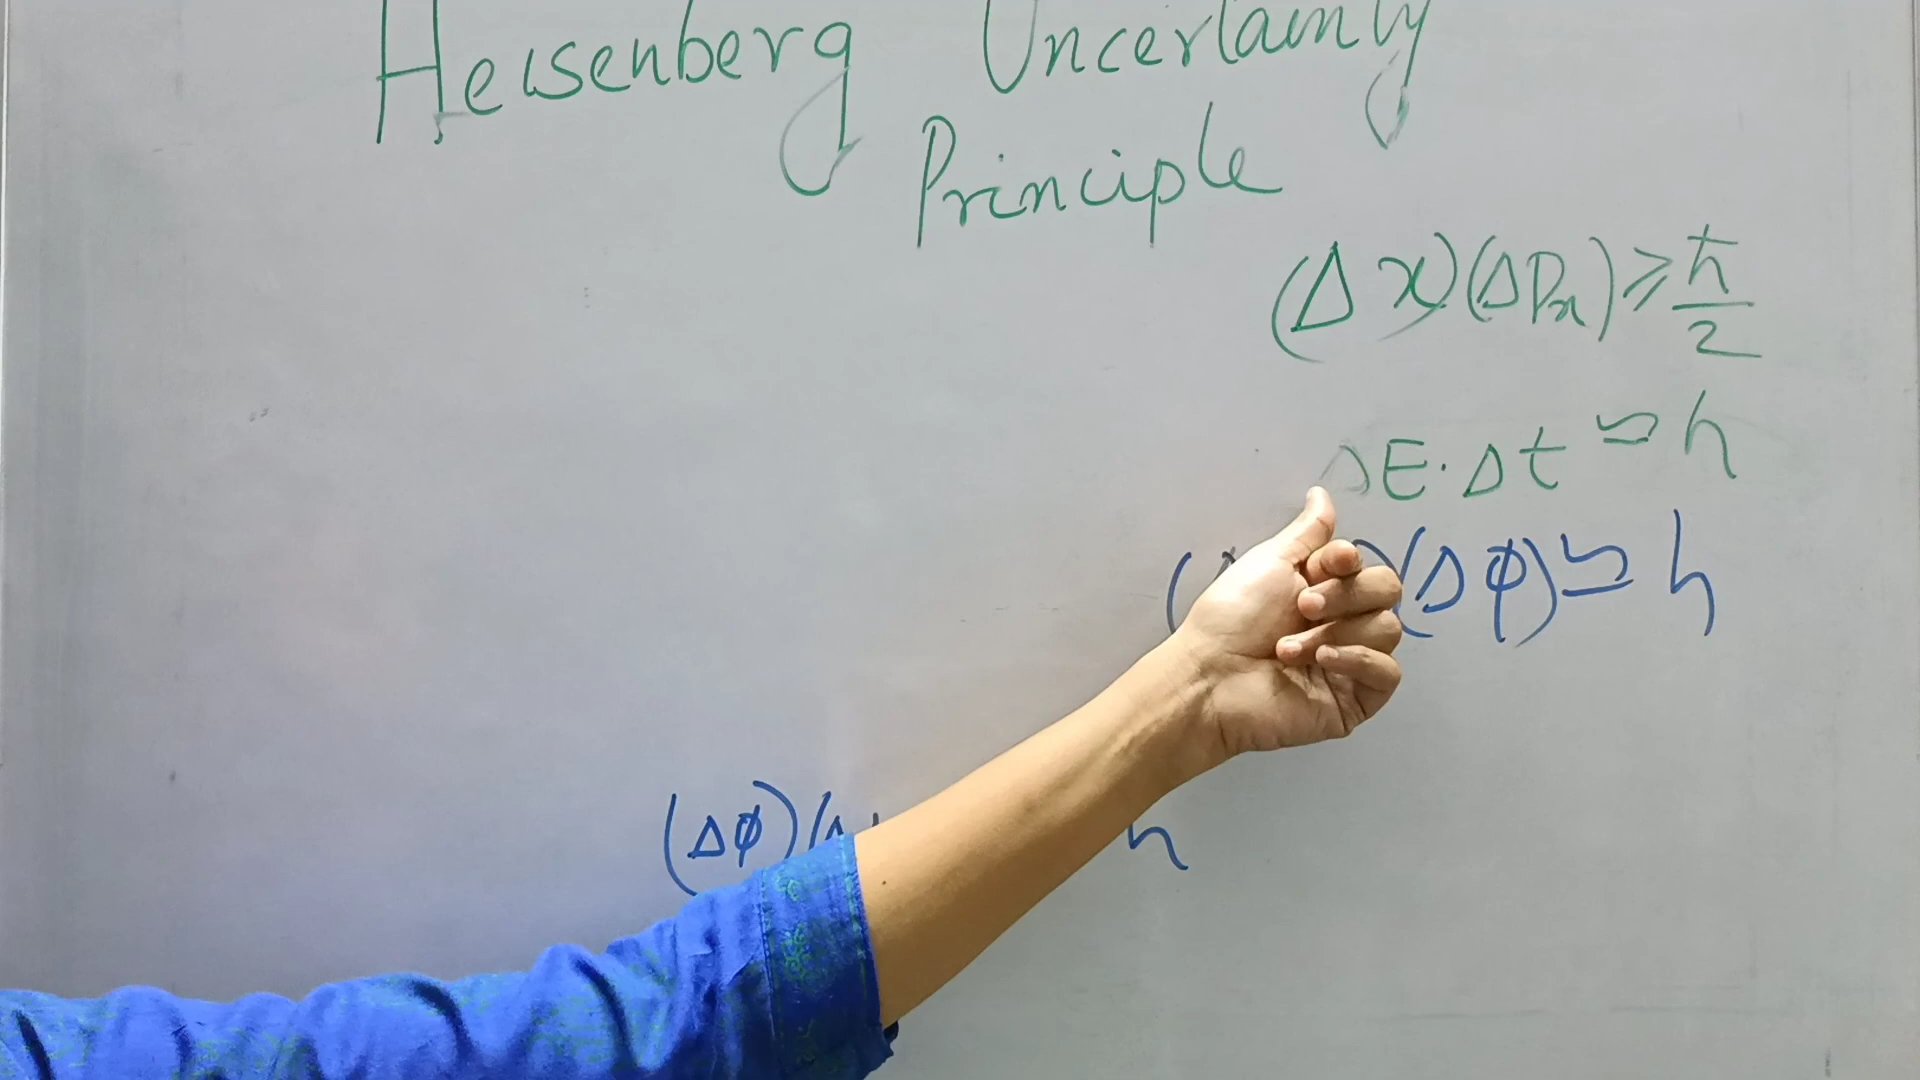 Heisenberg Uncertainty
Principle
(Δx)(ΔPx) ≥ ħ/2
ΔE·Δt ≃ h
(Δφ) ≃ h
(Δφ)(Δ
h